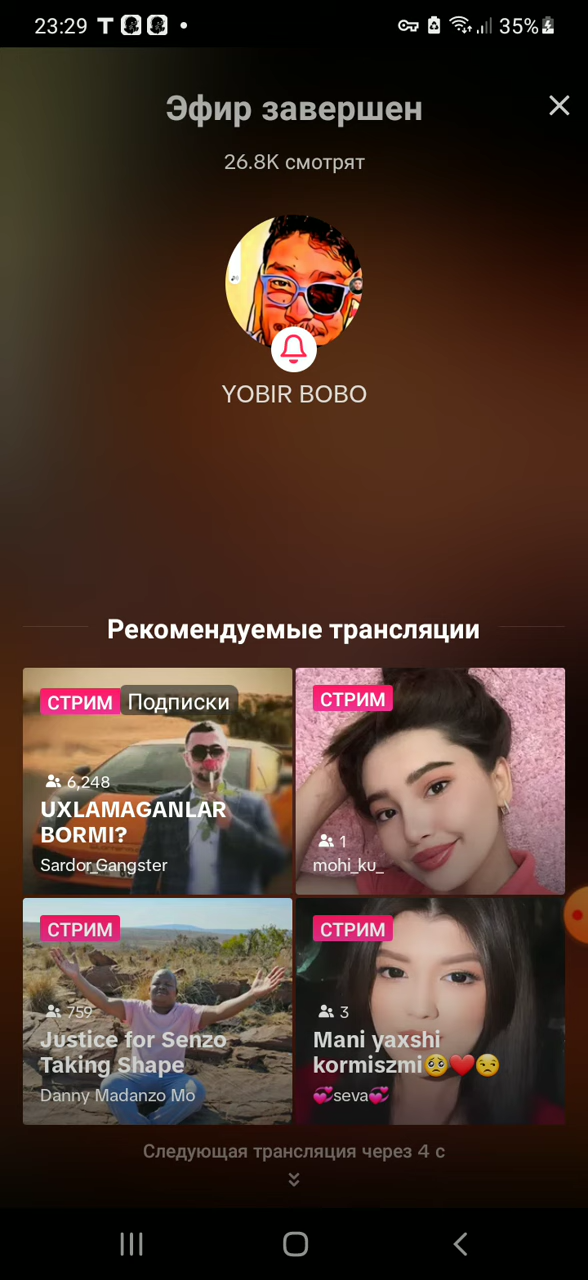 23:29
35%
Эфир завершен
26.8K смотрят
YOBIR BOBO
Рекомендуемые трансляции
СТРИМ Подписки
6,248
UXLAMAGANLAR
BORMI?
Sardor_Gangster
СТРИМ
1
mohi_ku_
СТРИМ
759
Justice for Senzo
Taking Shape
Danny Madanzo Mo
СТРИМ
3
Mani yaxshi
kormiszmi🥺❤️😒
💞seva💞
Следующая трансляция через 4 с